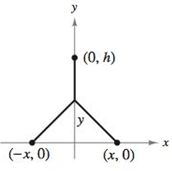 y
(0, h)
y
(−x, 0)
(x, 0)
x